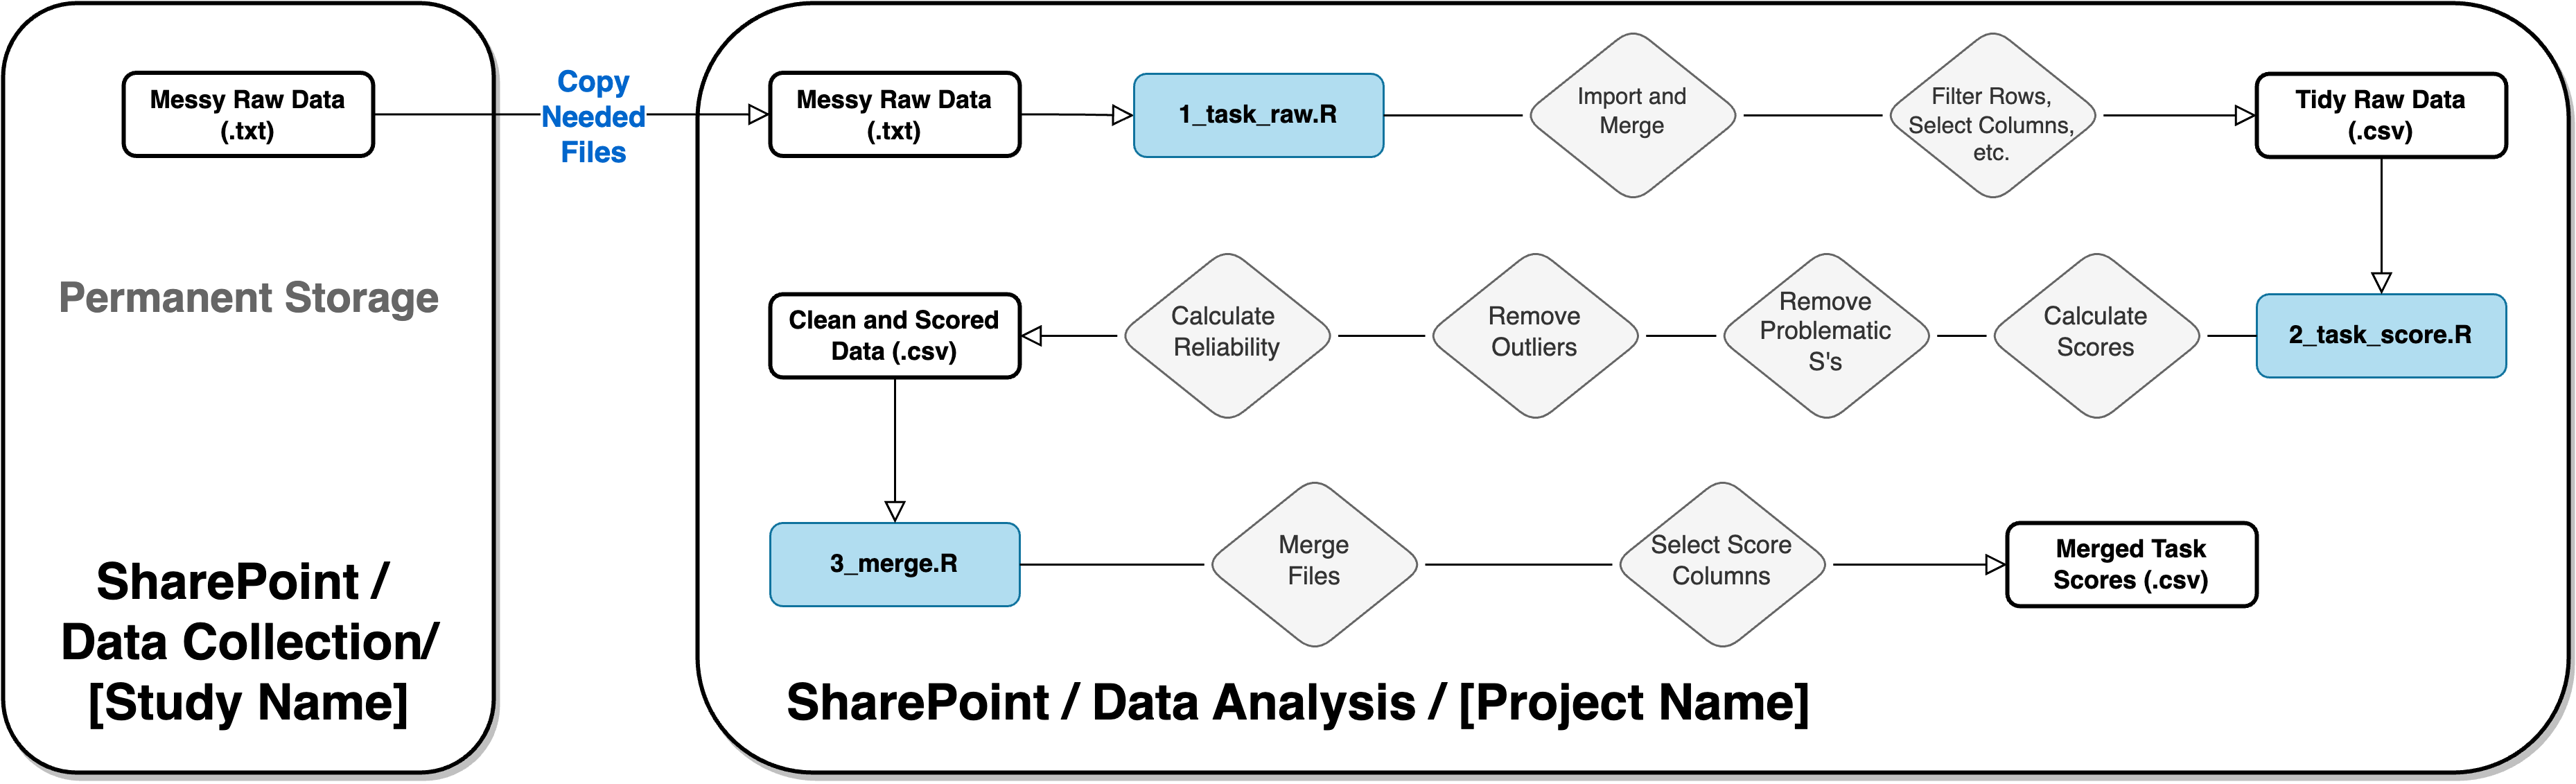 Messy Raw Data
(.txt)
Permanent Storage
SharePoint /
Data Collection/
[Study Name]
Copy
Needed
Files
Messy Raw Data
(.txt)
1_task_raw.R
Import and
Merge
Filter Rows,
Select Columns,
etc.
Tidy Raw Data
(.csv)
2_task_score.R
Calculate
Scores
Remove
Problematic
S's
Remove
Outliers
Calculate
Reliability
Clean and Scored
Data (.csv)
3_merge.R
Merge
Files
Select Score
Columns
Merged Task
Scores (.csv)
SharePoint / Data Analysis / [Project Name]